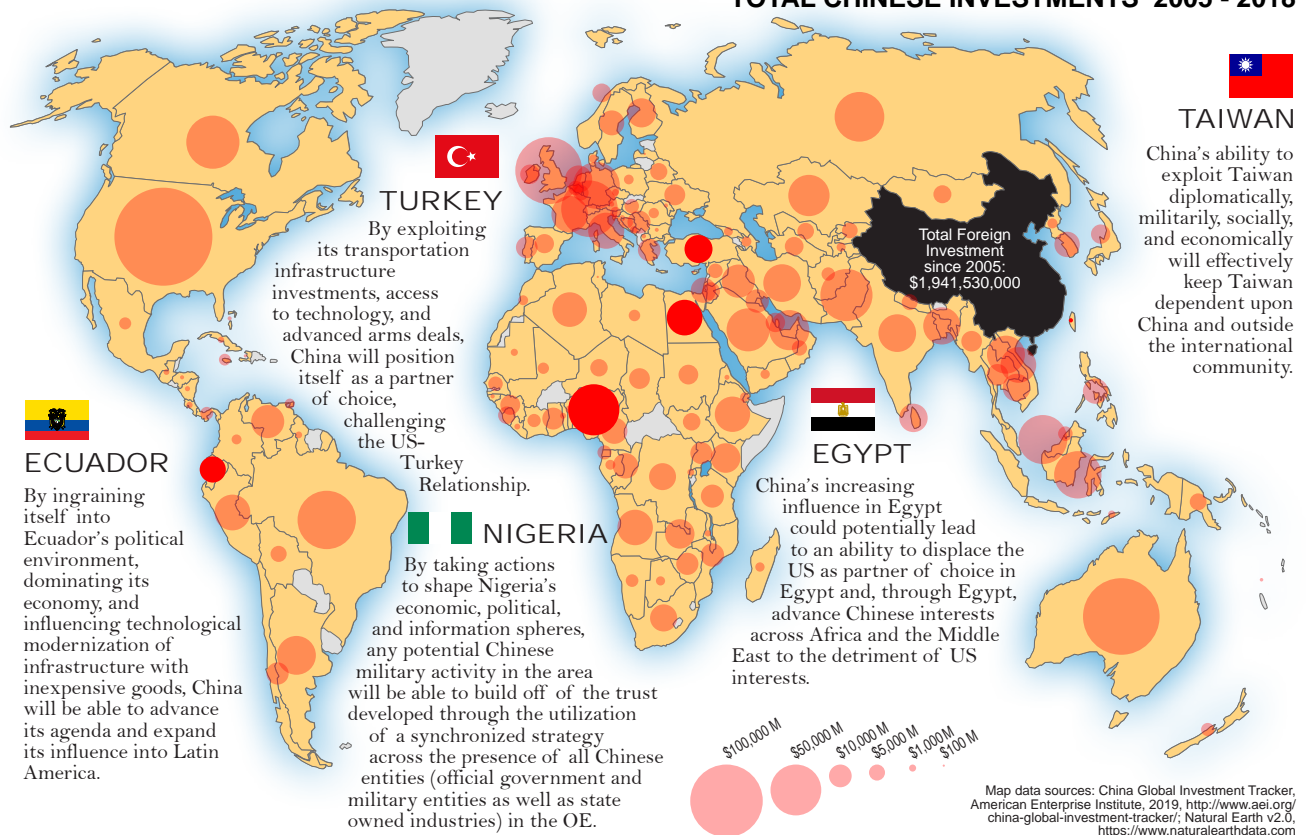 TOTAL CHINESE INVESTMENTS 2005 - 2018
TAIWAN
China's ability to
exploit Taiwan
diplomatically,
militarily, socially,
and economically
will effectively
keep Taiwan
dependent upon
China and outside
the international
community.
TURKEY
By exploiting
its transportation
infrastructure
investments, access
to technology, and
advanced arms deals,
China will position
itself as a partner
of choice,
challenging
the US-
Turkey
Relationship.
Total Foreign
Investment
since 2005:
$1,941,530,000
ECUADOR
By ingraining
itself into
Ecuador's political
environment,
dominating its
economy, and
influencing technological
modernization of
infrastructure with
inexpensive goods, China
will be able to advance
its agenda and expand
its influence into Latin
America.
NIGERIA
By taking actions
to shape Nigeria's
economic, political,
and information spheres,
any potential Chinese
military activity in the area
will be able to build off of the trust
developed through the utilization
of a synchronized strategy
across the presence of all Chinese
entities (official government and
military entities as well as state
owned industries) in the OE.
EGYPT
China's increasing
influence in Egypt
could potentially lead
to an ability to displace the
US as partner of choice in
Egypt and, through Egypt,
advance Chinese interests
across Africa and the Middle
East to the detriment of US
interests.
$100,000 M
$50,000 M
$10,000 M
$5,000 M
$1,000 M
$100 M
Map data sources: China Global Investment Tracker,
American Enterprise Institute, 2019, http://www.aei.org/
china-global-investment-tracker/; Natural Earth v2.0,
https://www.naturalearthdata.com